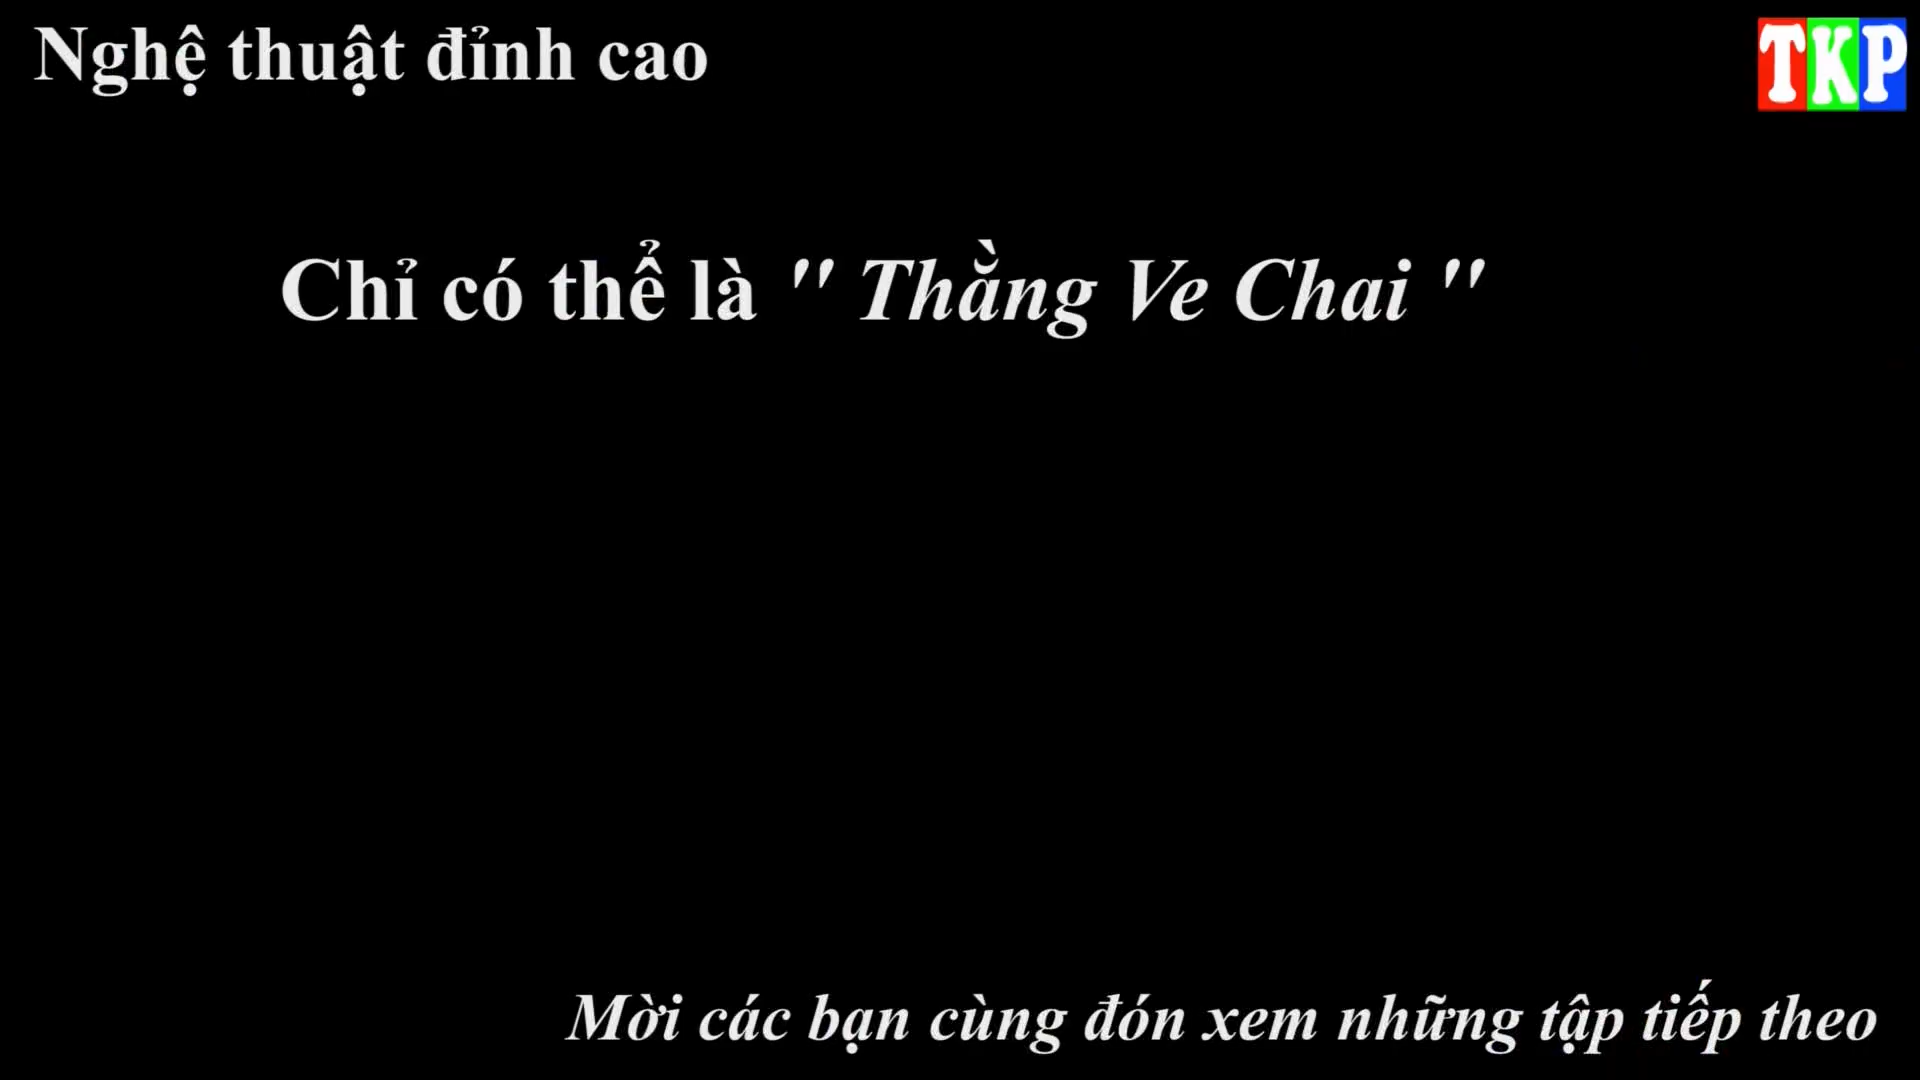 Nghệ thuật đỉnh cao
TKP
Chỉ có thể là " Thằng Ve Chai "
Mời các bạn cùng đón xem những tập tiếp theo